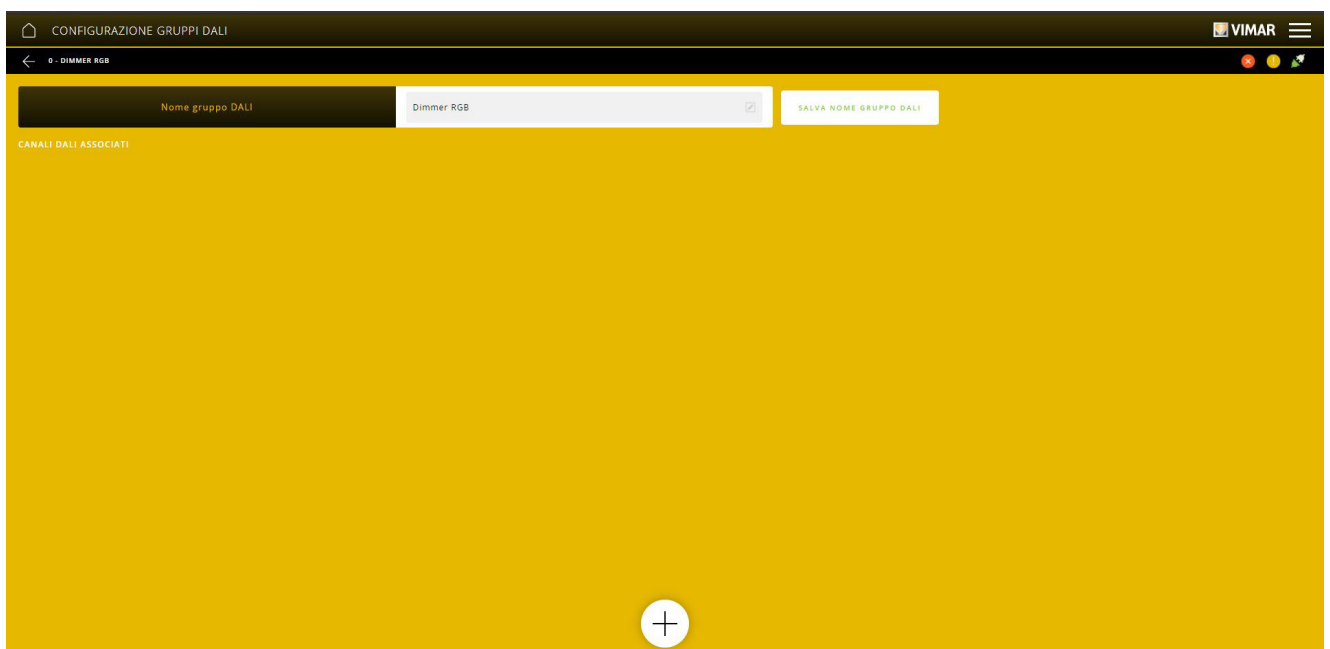 CONFIGURAZIONE GRUPPI DALI
VIMAR
0 - DIMMER RGB
Nome gruppo DALI
Dimmer RGB
SALVA NOME GRUPPO DALI
CANALI DALI ASSOCIATI